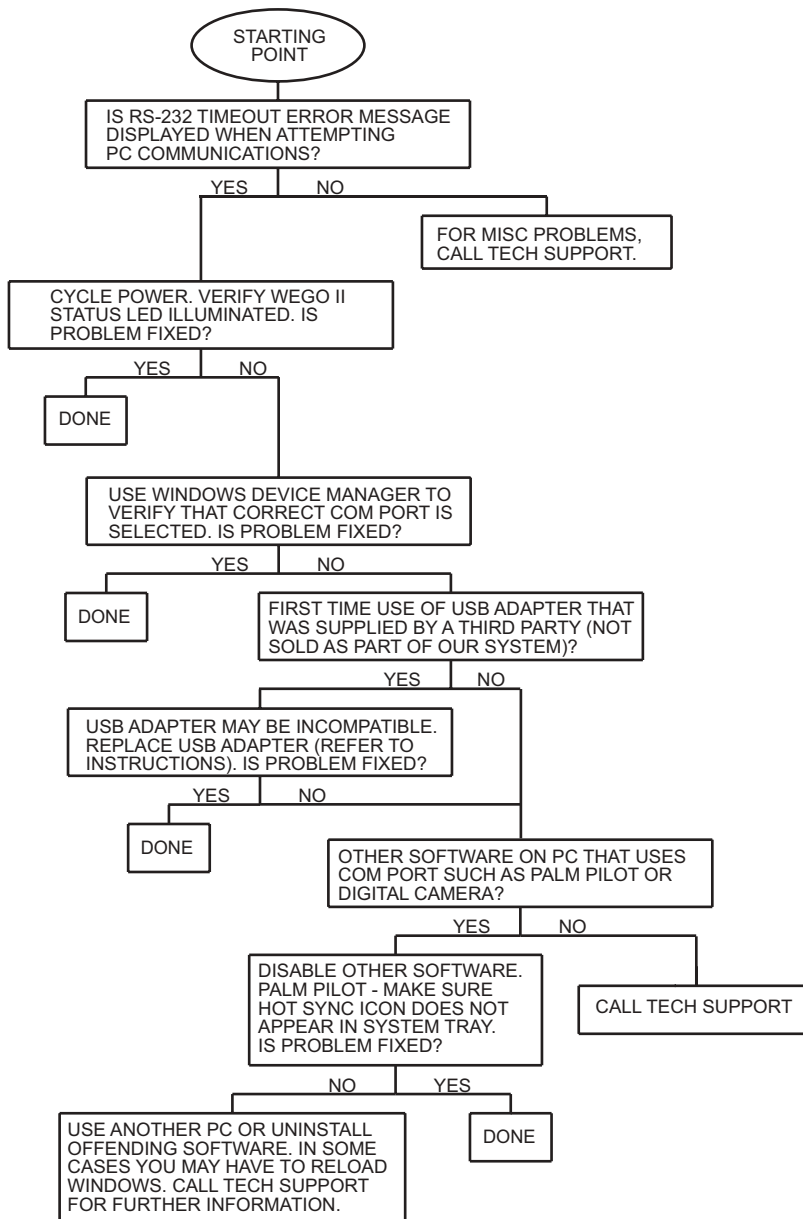 STARTING
POINT
IS RS-232 TIMEOUT ERROR MESSAGE
DISPLAYED WHEN ATTEMPTING
PC COMMUNICATIONS?
YES
NO
FOR MISC PROBLEMS,
CALL TECH SUPPORT.
CYCLE POWER. VERIFY WEGO II
STATUS LED ILLUMINATED. IS
PROBLEM FIXED?
YES
NO
DONE
USE WINDOWS DEVICE MANAGER TO
VERIFY THAT CORRECT COM PORT IS
SELECTED. IS PROBLEM FIXED?
YES
NO
DONE
FIRST TIME USE OF USB ADAPTER THAT
WAS SUPPLIED BY A THIRD PARTY (NOT
SOLD AS PART OF OUR SYSTEM)?
YES
NO
USB ADAPTER MAY BE INCOMPATIBLE.
REPLACE USB ADAPTER (REFER TO
INSTRUCTIONS). IS PROBLEM FIXED?
YES
NO
DONE
OTHER SOFTWARE ON PC THAT USES
COM PORT SUCH AS PALM PILOT OR
DIGITAL CAMERA?
YES
NO
DISABLE OTHER SOFTWARE.
PALM PILOT - MAKE SURE
HOT SYNC ICON DOES NOT
APPEAR IN SYSTEM TRAY.
IS PROBLEM FIXED?
CALL TECH SUPPORT
NO
YES
USE ANOTHER PC OR UNINSTALL
OFFENDING SOFTWARE. IN SOME
CASES YOU MAY HAVE TO RELOAD
WINDOWS. CALL TECH SUPPORT
FOR FURTHER INFORMATION.
DONE